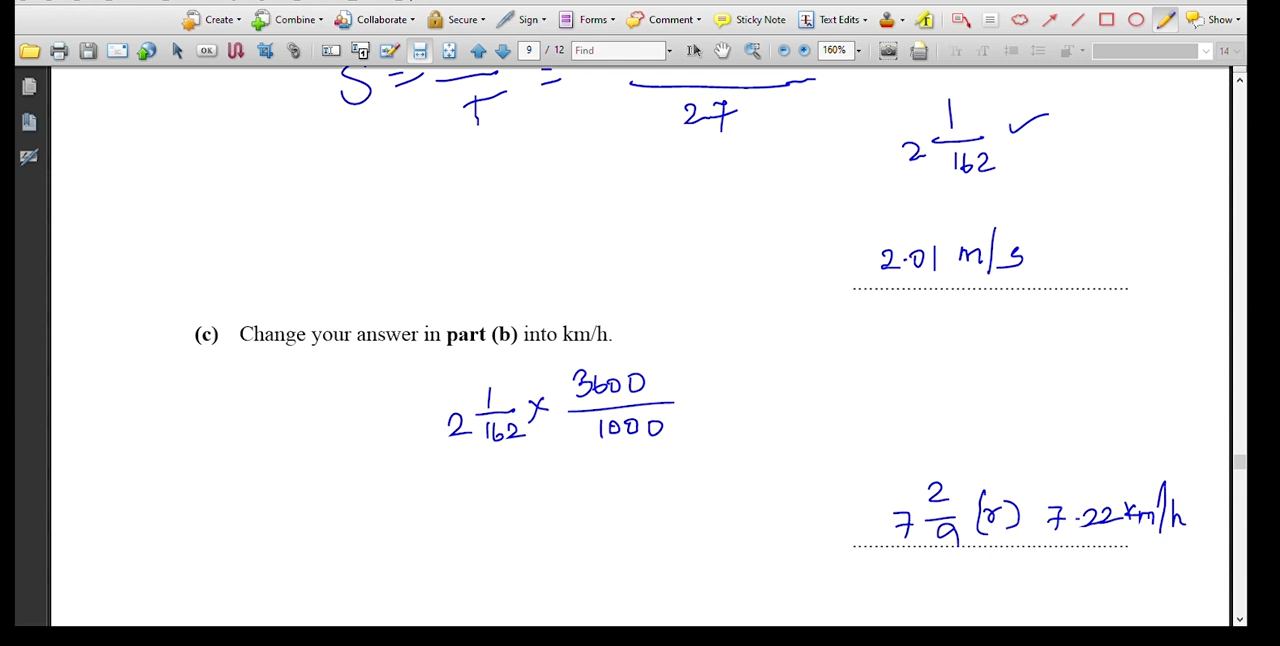 Create Combine Collaborate Secure Sign Forms Comment Sticky Note Text Edits Show
OK 9 / 12 Find 160% 14
S = — = —
T 27
2 1/162 ✓
2.01 m/s
(c) Change your answer in part (b) into km/h.
2 1/162 × 3600/1000
7 2/9 (r) 7.22 km/h